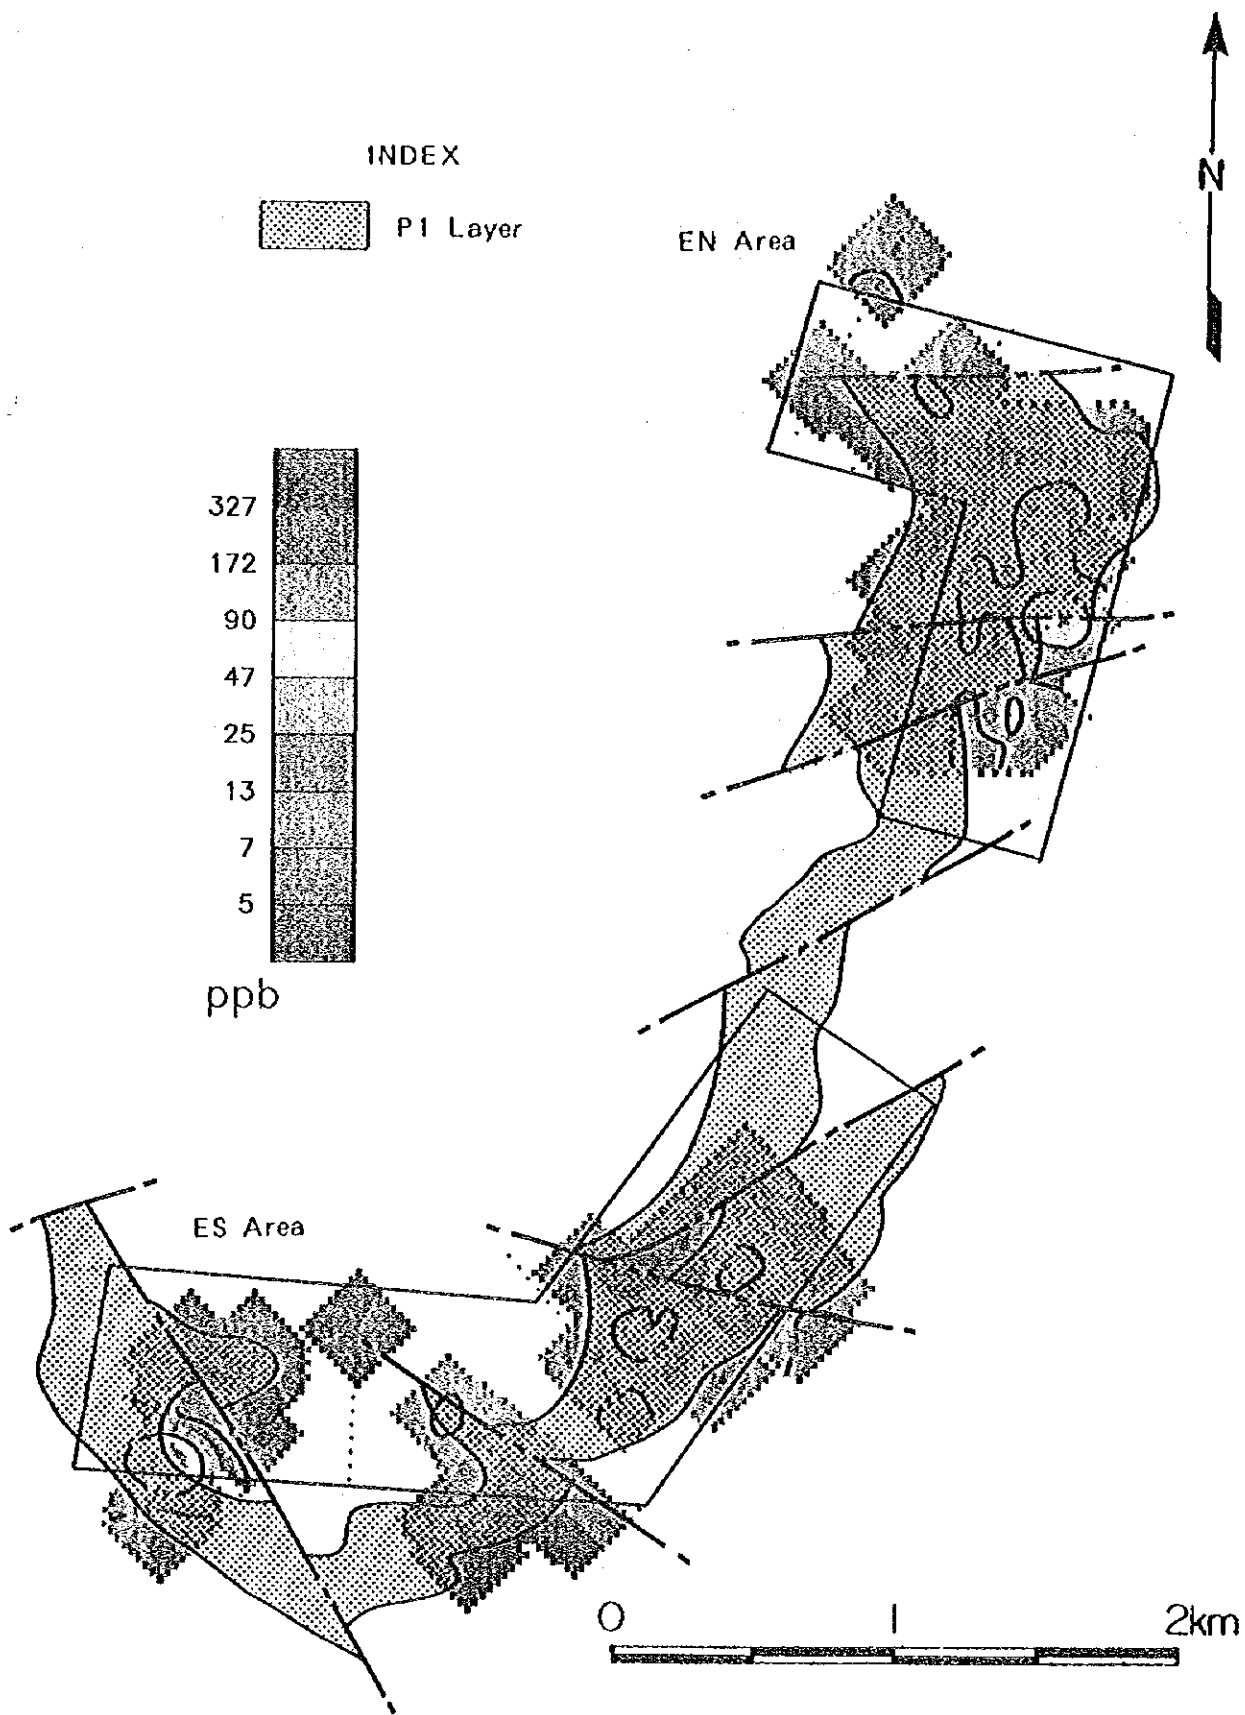 INDEX
P1 Layer
EN Area
N
327
172
90
47
25
13
7
5
ppb
ES Area
0 1 2km